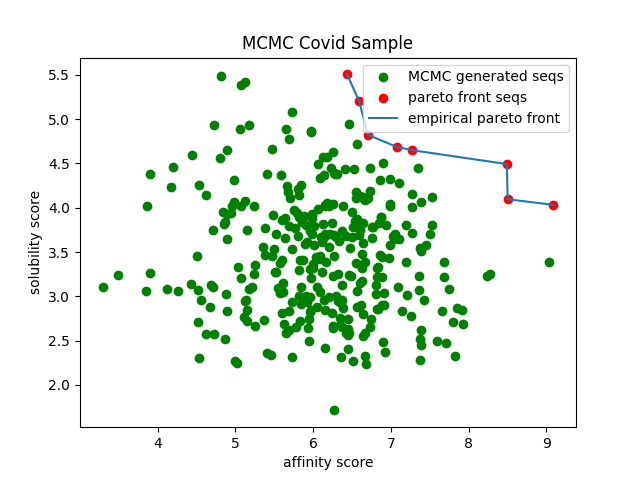 MCMC Covid Sample
MCMC generated seqs
pareto front seqs
empirical pareto front
5.5
5.0
4.5
4.0
3.5
3.0
2.5
2.0
solubility score
4 5 6 7 8 9
affinity score